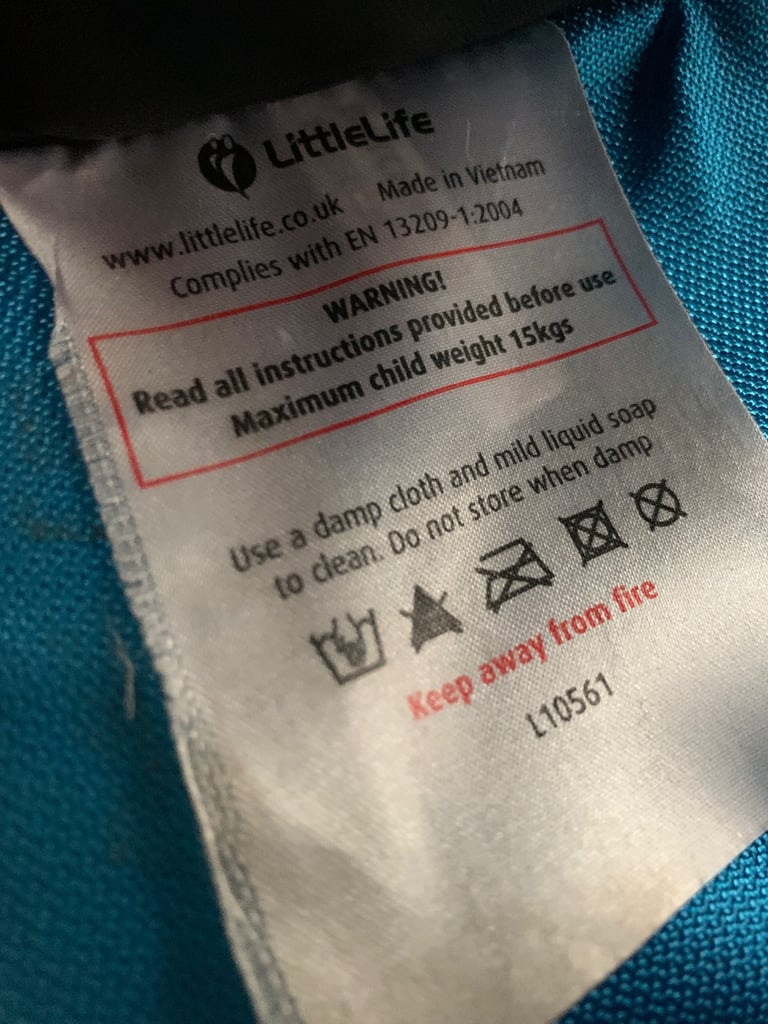 LittleLife
www.littlelife.co.uk Made in Vietnam
Complies with EN 13209-1:2004
WARNING!
Read all instructions provided before use
Maximum child weight 15kgs
Use a damp cloth and mild liquid soap
to clean. Do not store when damp
Keep away from fire
L10561